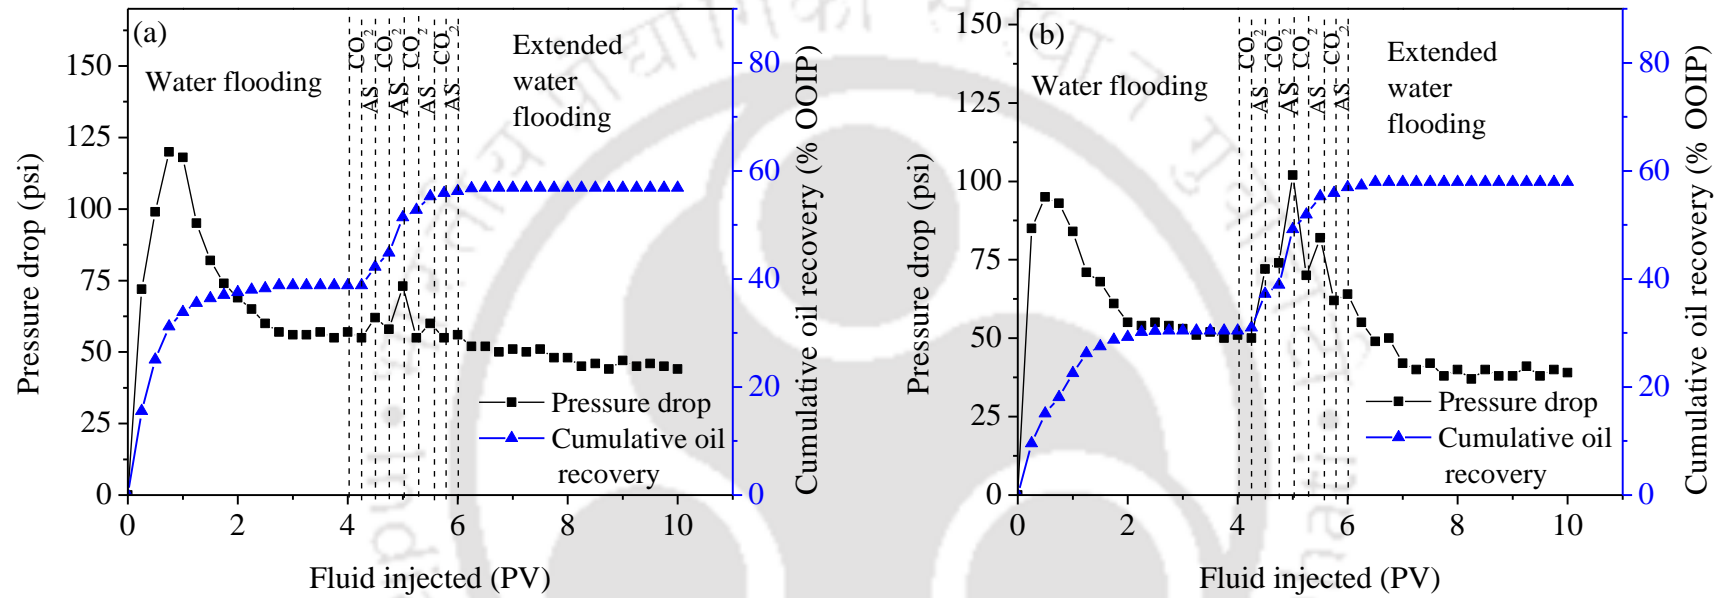 (a)
Water flooding
CO2
AS
CO2
AS
CO2
AS
CO2
AS
Extended
water
flooding
150
125
100
75
50
25
0
80
60
40
20
0
Pressure drop (psi)
Cumulative oil recovery (% OOIP)
Pressure drop
Cumulative oil
recovery
0 2 4 6 8 10
Fluid injected (PV)
(b)
Water flooding
CO2
AS
CO2
AS
CO2
AS
CO2
AS
Extended
water
flooding
150
125
100
75
50
25
0
80
60
40
20
0
Pressure drop (psi)
Cumulative oil recovery (% OOIP)
Pressure drop
Cumulative oil
recovery
0 2 4 6 8 10
Fluid injected (PV)